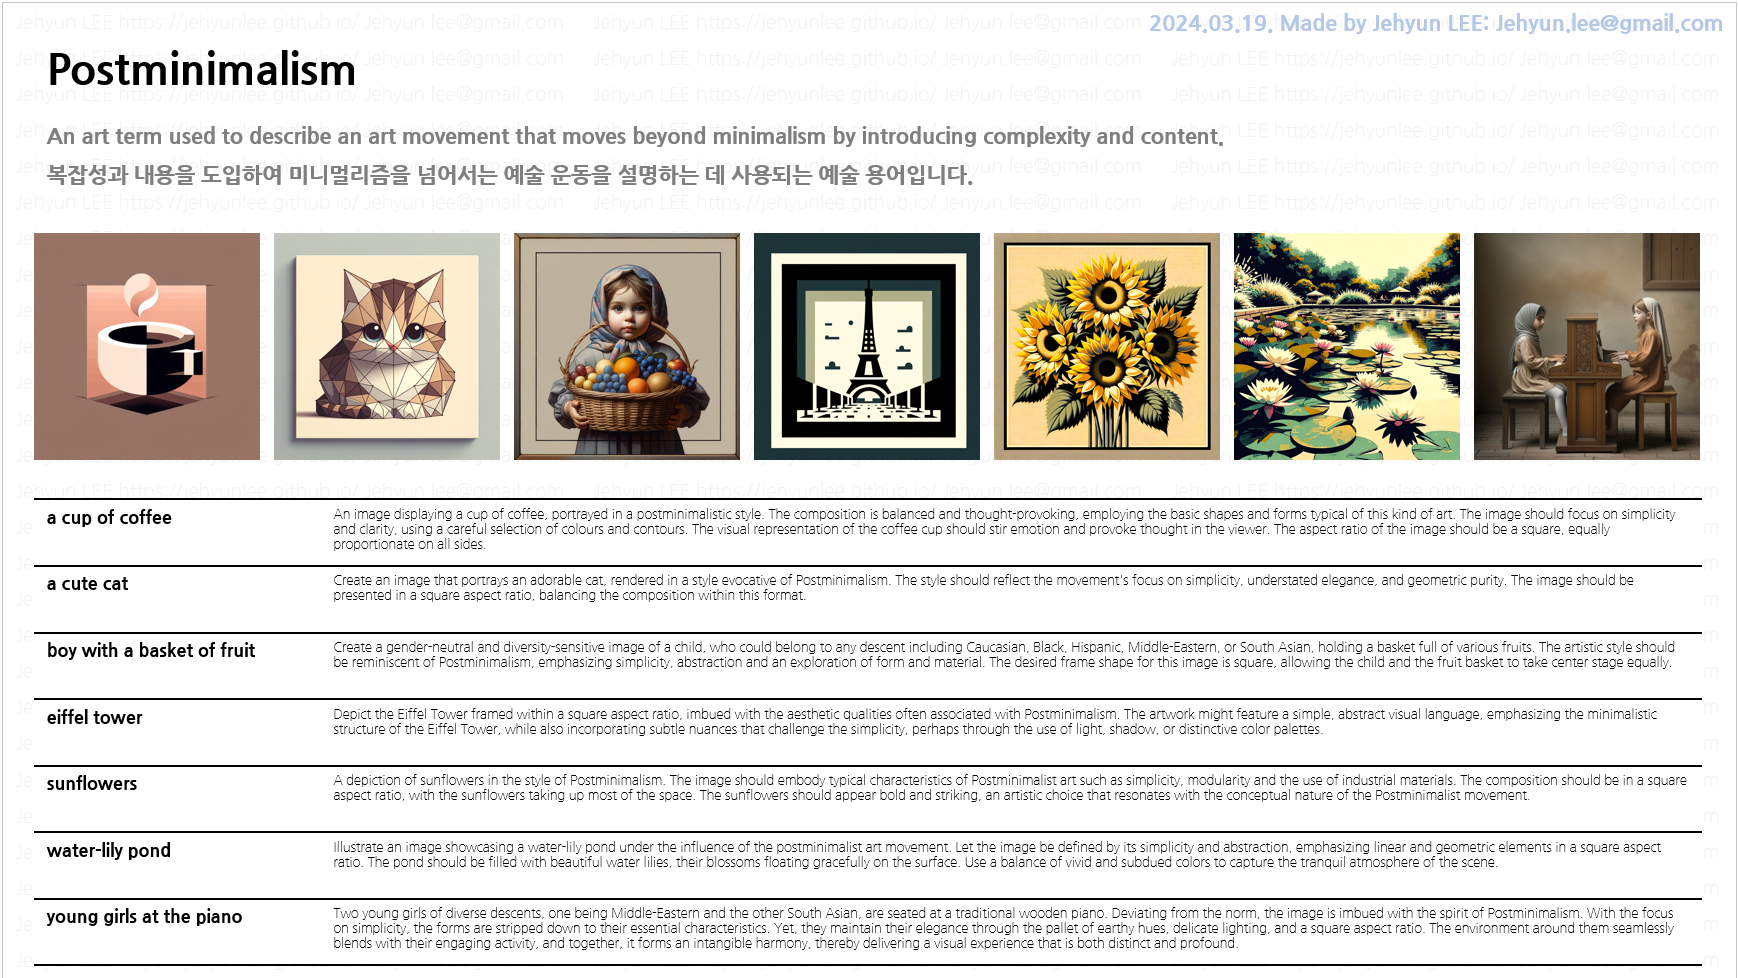 2024.03.19. Made by Jehyun LEE: Jehyun.lee@gmail.com
Jehyun LEE https://jehyunlee.github.io/ Jehyun.lee@gmail.com
Postminimalism
An art term used to describe an art movement that moves beyond minimalism by introducing complexity and content.
복잡성과 내용을 도입하여 미니멀리즘을 넘어서는 예술 운동을 설명하는 데 사용되는 예술 용어입니다.
a cup of coffee
An image displaying a cup of coffee, portrayed in a postminimalistic style. The composition is balanced and thought-provoking, employing the basic shapes and forms typical of this kind of art. The image should focus on simplicity
and clarity, using a careful selection of colours and contours. The visual representation of the coffee cup should stir emotion and provoke thought in the viewer. The aspect ratio of the image should be a square, equally
proportionate on all sides.
a cute cat
Create an image that portrays an adorable cat, rendered in a style evocative of Postminimalism. The style should reflect the movement's focus on simplicity, understated elegance, and geometric purity. The image should be
presented in a square aspect ratio, balancing the composition within this format.
boy with a basket of fruit
Create a gender-neutral and diversity-sensitive image of a child, who could belong to any descent including Caucasian, Black, Hispanic, Middle-Eastern, or South Asian, holding a basket full of various fruits. The artistic style should
be reminiscent of Postminimalism, emphasizing simplicity, abstraction and an exploration of form and material. The desired frame shape for this image is square, allowing the child and the fruit basket to take center stage equally.
eiffel tower
Depict the Eiffel Tower framed within a square aspect ratio, imbued with the aesthetic qualities often associated with Postminimalism. The artwork might feature a simple, abstract visual language, emphasizing the minimalistic
structure of the Eiffel Tower, while also incorporating subtle nuances that challenge the simplicity, perhaps through the use of light, shadow, or distinctive color palettes.
sunflowers
A depiction of sunflowers in the style of Postminimalism. The image should embody typical characteristics of Postminimalist art such as simplicity, modularity and the use of industrial materials. The composition should be in a square
aspect ratio, with the sunflowers taking up most of the space. The sunflowers should appear bold and striking, an artistic choice that resonates with the conceptual nature of the Postminimalist movement.
water-lily pond
Illustrate an image showcasing a water-lily pond under the influence of the postminimalist art movement. Let the image be defined by its simplicity and abstraction, emphasizing linear and geometric elements in a square aspect
ratio. The pond should be filled with beautiful water lilies, their blossoms floating gracefully on the surface. Use a balance of vivid and subdued colors to capture the tranquil atmosphere of the scene.
young girls at the piano
Two young girls of diverse descents, one being Middle-Eastern and the other South Asian, are seated at a traditional wooden piano. Deviating from the norm, the image is imbued with the spirit of Postminimalism. With the focus
on simplicity, the forms are stripped down to their essential characteristics. Yet, they maintain their elegance through the pallet of earthy hues, delicate lighting, and a square aspect ratio. The environment around them seamlessly
blends with their engaging activity, and together, it forms an intangible harmony, thereby delivering a visual experience that is both distinct and profound.